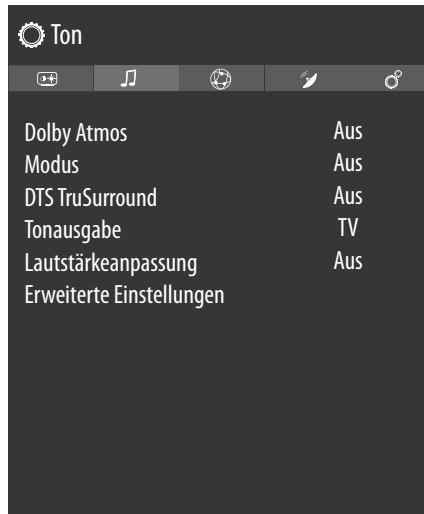 Ton
Dolby Atmos Aus
Modus Aus
DTS TruSurround Aus
Tonausgabe TV
Lautstärkeanpassung Aus
Erweiterte Einstellungen